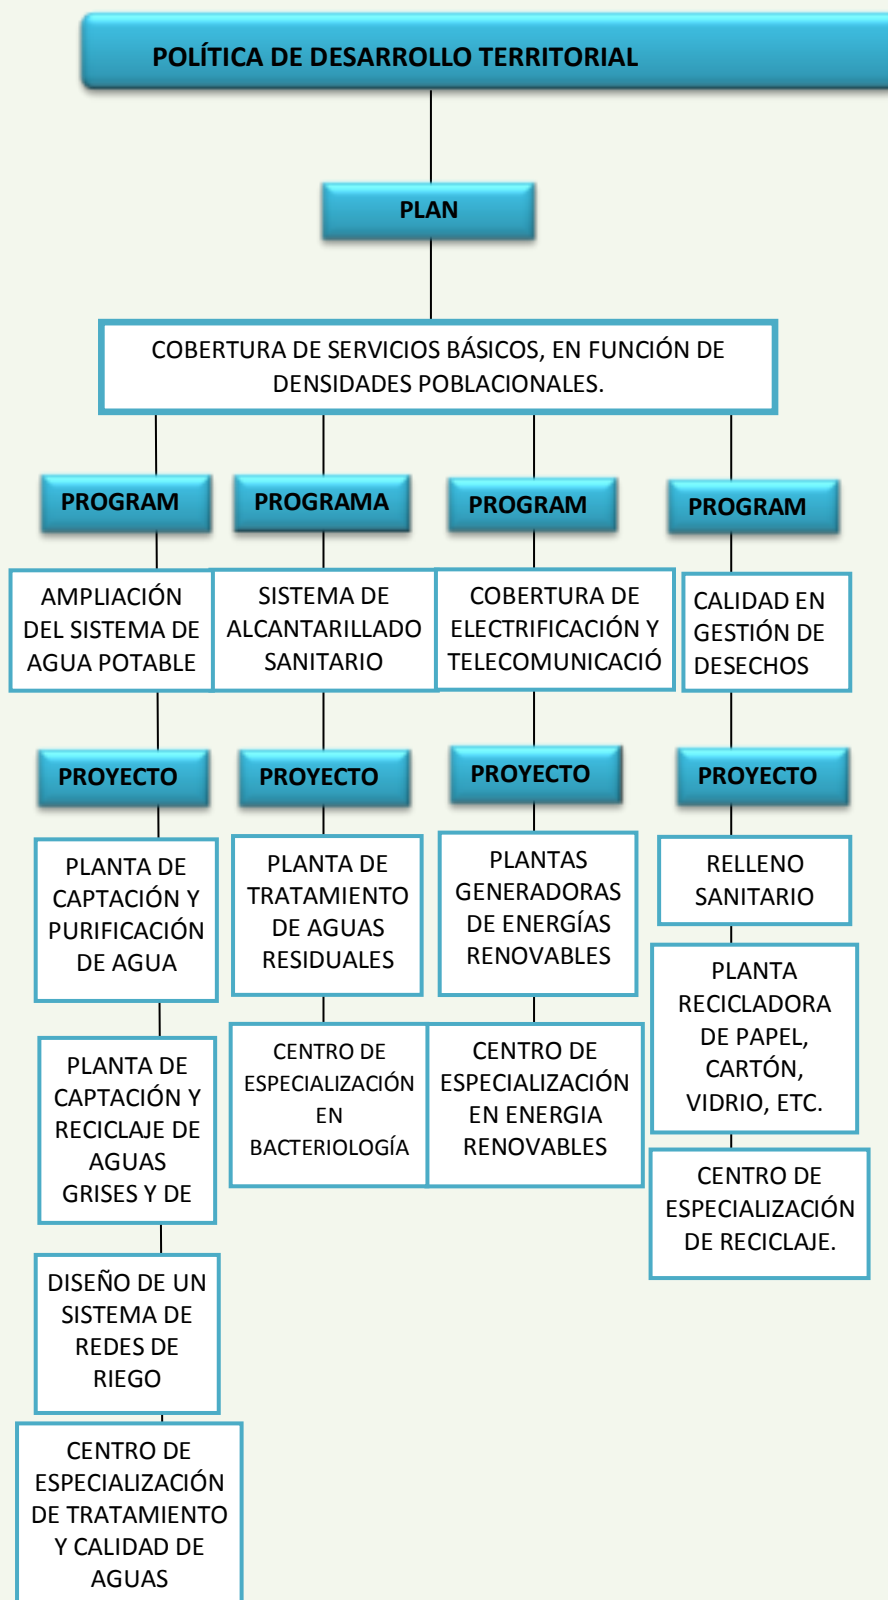 POLÍTICA DE DESARROLLO TERRITORIAL
PLAN
COBERTURA DE SERVICIOS BÁSICOS, EN FUNCIÓN DE
DENSIDADES POBLACIONALES.
PROGRAM
AMPLIACIÓN
DEL SISTEMA DE
AGUA POTABLE
PROYECTO
PLANTA DE
CAPTACIÓN Y
PURIFICACIÓN
DE AGUA
PLANTA DE
CAPTACIÓN Y
RECICLAJE DE
AGUAS
GRISES Y DE
DISEÑO DE UN
SISTEMA DE
REDES DE
RIEGO
CENTRO DE
ESPECIALIZACIÓN
DE TRATAMIENTO
Y CALIDAD DE
AGUAS
PROGRAMA
SISTEMA DE
ALCANTARILLADO
SANITARIO
PROYECTO
PLANTA DE
TRATAMIENTO
DE AGUAS
RESIDUALES
CENTRO DE
ESPECIALIZACIÓN
EN
BACTERIOLOGÍA
PROGRAM
COBERTURA DE
ELECTRIFICACIÓN Y
TELECOMUNICACIÓ
PROYECTO
PLANTAS
GENERADORAS
DE ENERGÍAS
RENOVABLES
CENTRO DE
ESPECIALIZACIÓN
EN ENERGIA
RENOVABLES
PROGRAM
CALIDAD EN
GESTIÓN DE
DESECHOS
PROYECTO
RELLENO
SANITARIO
PLANTA
RECICLADORA
DE PAPEL,
CARTÓN,
VIDRIO, ETC.
CENTRO DE
ESPECIALIZACIÓN
DE RECICLAJE.